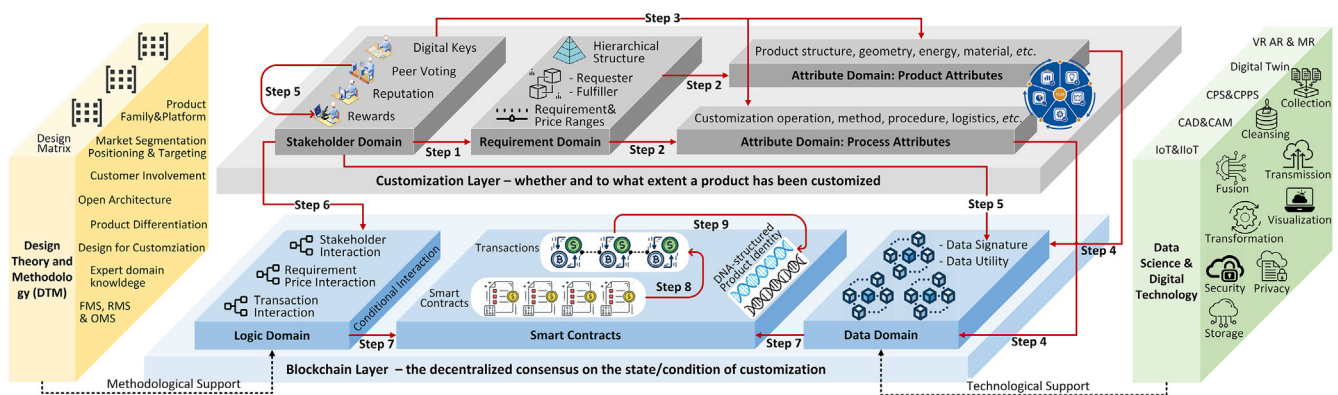 Design
Matrix
Product
Family&Platform
Market Segmentation
Positioning & Targeting
Customer Involvement
Open Architecture
Product Differentiation
Design for Customziation
Expert domain
knowldege
FMS, RMS
& OMS
Design
Theory and
Methodolo
gy (DTM)
Step 3
Digital Keys
Peer Voting
Reputation
Rewards
Step 5
Stakeholder Domain
Step 1
Hierarchical
Structure
- Requester
- Fulfiller
Requirement&
Price Ranges
Requirement Domain
Step 2
Step 2
Product structure, geometry, energy, material, etc.
Attribute Domain: Product Attributes
Customization operation, method, procedure, logistics, etc.
Attribute Domain: Process Attributes
PLM
Customization Layer – whether and to what extent a product has been customized
Step 6
Step 5
Step 4
Step 4
Stakeholder
Interaction
Requirement
Price Interaction
Transaction
Interaction
Logic Domain
Conditional Interaction
Step 7
Transactions
Smart
Contracts
Step 9
Step 8
DNA-structured
Product Identity
Smart Contracts
Step 7
- Data Signature
- Data Utility
Data Domain
Blockchain Layer – the decentralized consensus on the state/condition of customization
Methodological Support
Technological Support
VR AR & MR
Digital Twin
CPS&CPPS
CAD&CAM
IoT&IIoT
Collection
Cleansing
Transmission
Fusion
Visualization
Transformation
Security
Privacy
Storage
Data
Science &
Digital
Technology